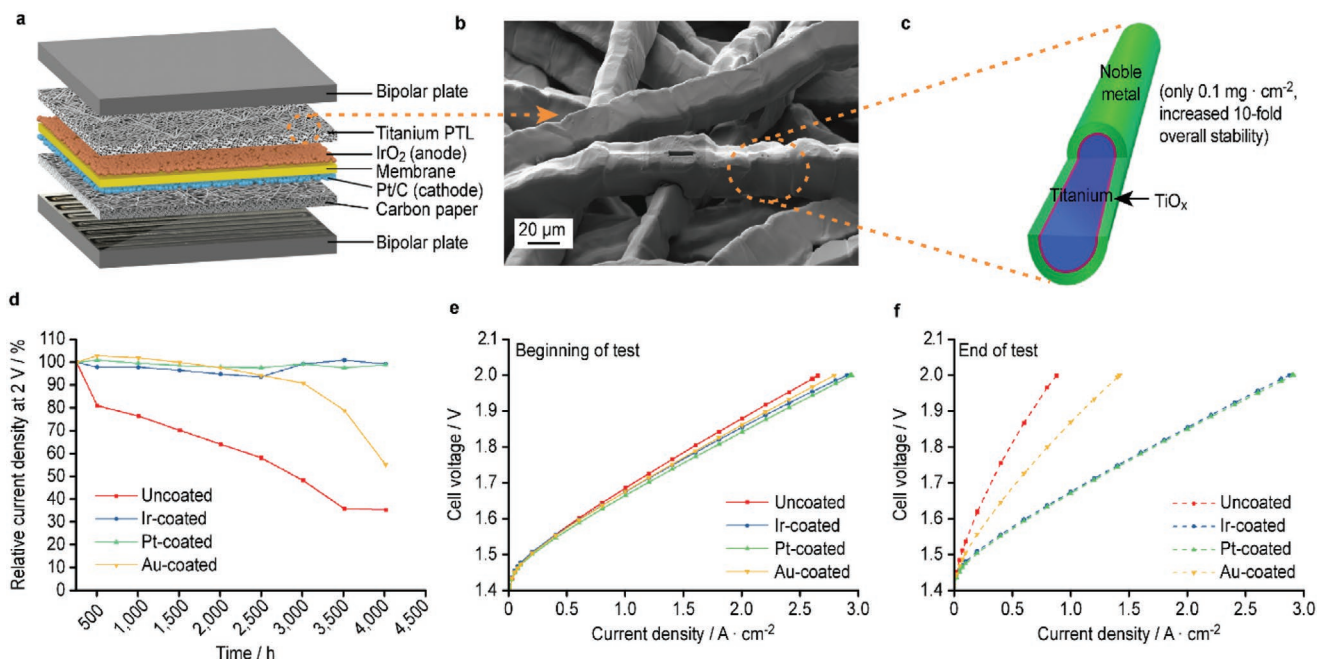 a
Bipolar plate
Titanium PTL
IrO₂ (anode)
Membrane
Pt/C (cathode)
Carbon paper
Bipolar plate
b
20 µm
c
Noble
metal
(only 0.1 mg · cm⁻²,
increased 10-fold
overall stability)
Titanium
TiOₓ
d
Relative current density at 2 V / %
110
100
90
80
70
60
50
40
30
20
10
0
Uncoated
Ir-coated
Pt-coated
Au-coated
500
1,000
1,500
2,000
2,500
3,000
3,500
4,000
4,500
Time / h
e
Beginning of test
Cell voltage / V
2.1
2.0
1.9
1.8
1.7
1.6
1.5
1.4
Uncoated
Ir-coated
Pt-coated
Au-coated
0
0.5
1.0
1.5
2.0
2.5
3.0
Current density / A · cm⁻²
f
End of test
Cell voltage / V
2.1
2.0
1.9
1.8
1.7
1.6
1.5
1.4
Uncoated
Ir-coated
Pt-coated
Au-coated
0
0.5
1.0
1.5
2.0
2.5
3.0
Current density / A · cm⁻²